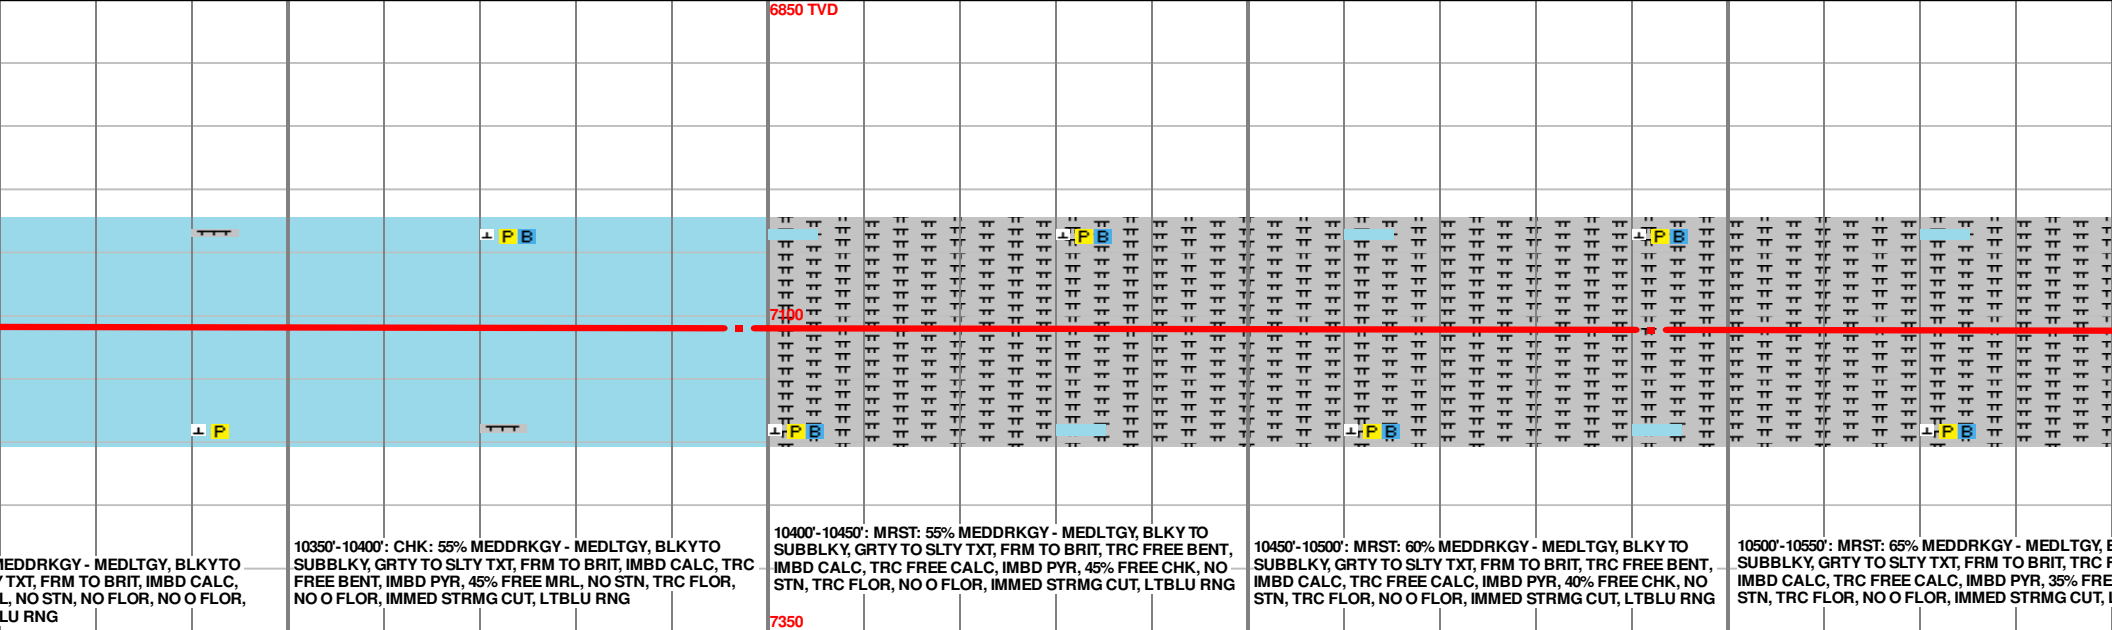 6850 TVD
P B
P B
P B
7100
P
P B
P B
P B
MEDDRKGY - MEDLTGY, BLKY TO
TXT, FRM TO BRIT, IMBD CALC,
NO STN, NO FLOR, NO O FLOR,
RNG
10350'-10400': CHK: 55% MEDDRKGY - MEDLTGY, BLKY TO
SUBBLKY, GRTY TO SLTY TXT, FRM TO BRIT, IMBD CALC, TRC
FREE BENT, IMBD PYR, 45% FREE MRL, NO STN, TRC FLOR,
NO O FLOR, IMMED STRMG CUT, LTBLU RNG
10400'-10450': MRST: 55% MEDDRKGY - MEDLTGY, BLKY TO
SUBBLKY, GRTY TO SLTY TXT, FRM TO BRIT, TRC FREE BENT,
IMBD CALC, TRC FREE CALC, IMBD PYR, 45% FREE CHK, NO
STN, TRC FLOR, NO O FLOR, IMMED STRMG CUT, LTBLU RNG
10450'-10500': MRST: 60% MEDDRKGY - MEDLTGY, BLKY TO
SUBBLKY, GRTY TO SLTY TXT, FRM TO BRIT, TRC FREE BENT,
IMBD CALC, TRC FREE CALC, IMBD PYR, 40% FREE CHK, NO
STN, TRC FLOR, NO O FLOR, IMMED STRMG CUT, LTBLU RNG
10500'-10550': MRST: 65% MEDDRKGY - MEDLTGY,
SUBBLKY, GRTY TO SLTY TXT, FRM TO BRIT, TRC
IMBD CALC, TRC FREE CALC, IMBD PYR, 35%
STN, TRC FLOR, NO O FLOR, IMMED STRMG CUT,
7350